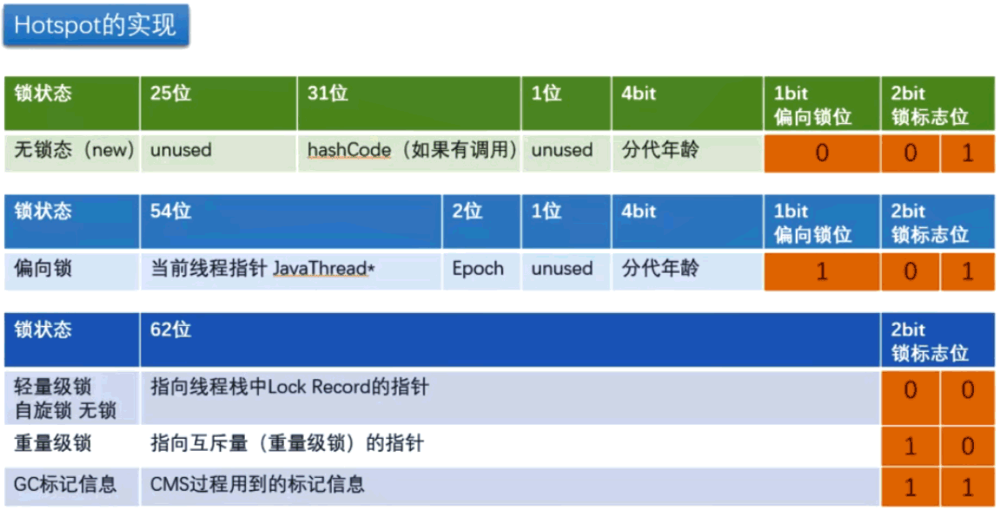 Hotspot的实现
锁状态 25位 31位 1位 4bit 1bit 2bit
偏向锁位 锁标志位
无锁态（new） unused hashCode（如果有调用） unused 分代年龄 0 0 1
锁状态 54位 2位 1位 4bit 1bit 2bit
偏向锁位 锁标志位
偏向锁 当前线程指针 JavaThread* Epoch unused 分代年龄 1 0 1
锁状态 62位 2bit
锁标志位
轻量级锁 指向线程栈中Lock Record的指针 0 0
自旋锁 无锁
重量级锁 指向互斥量（重量级锁）的指针 1 0
GC标记信息 CMS过程用到的标记信息 1 1